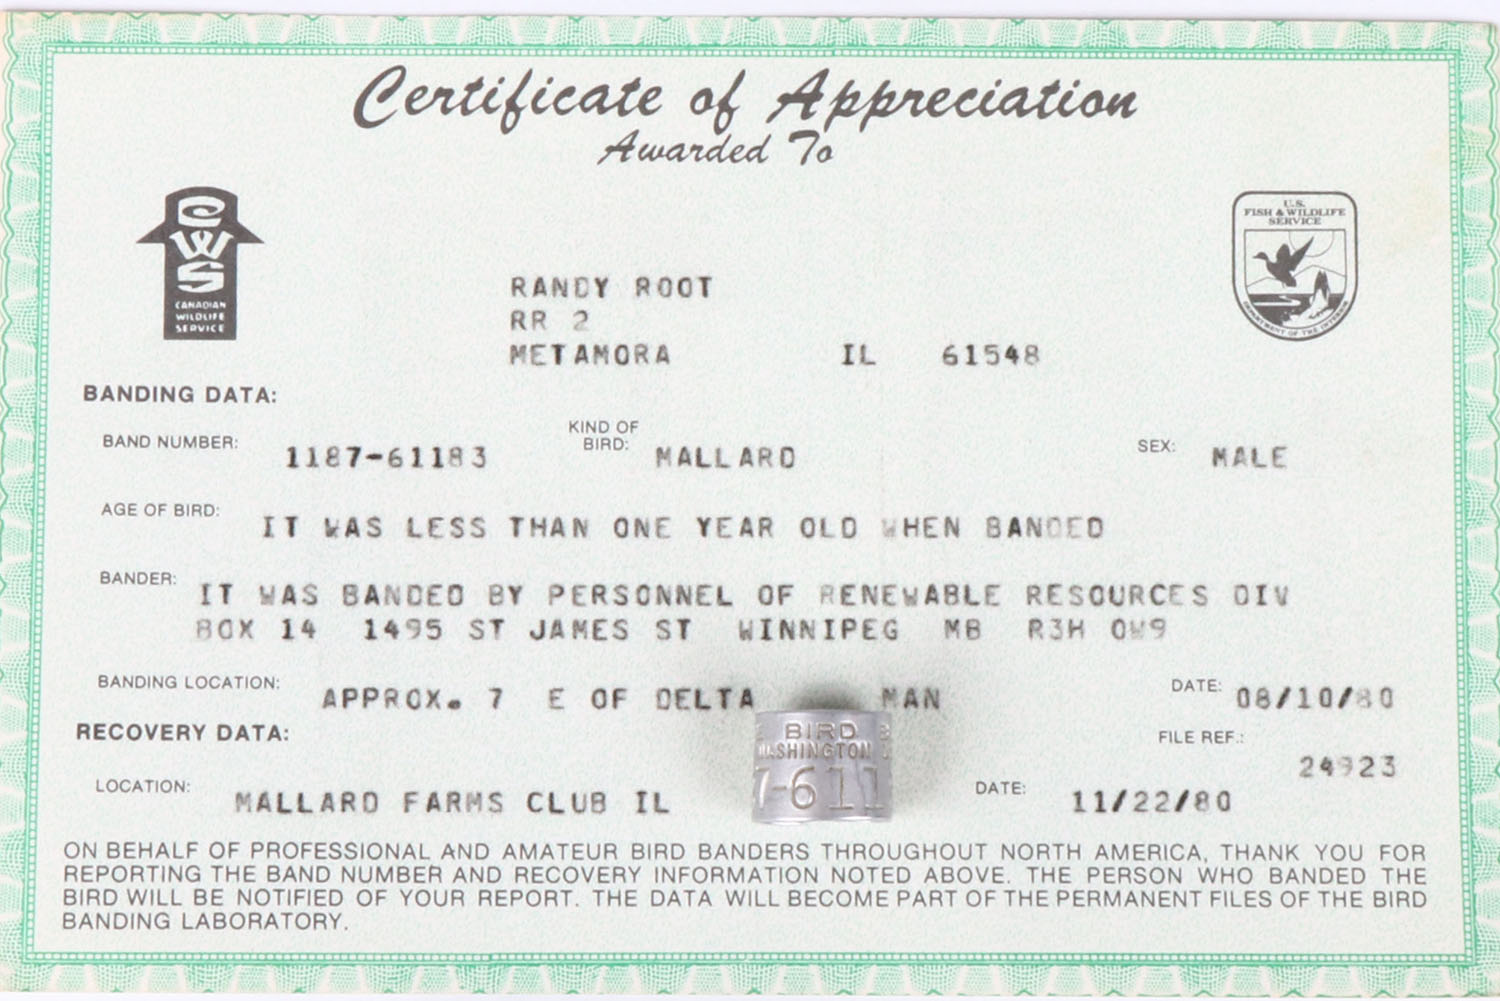 Certificate of Appreciation
Awarded To
CWS
CANADIAN
WILDLIFE
SERVICE
U.S.
FISH & WILDLIFE
SERVICE
DEPARTMENT OF THE INTERIOR
RANDY ROOT
RR 2
METAMORA IL 61548
BANDING DATA:
BAND NUMBER: 1187-61183 KIND OF BIRD: MALLARD SEX: MALE
AGE OF BIRD: IT WAS LESS THAN ONE YEAR OLD WHEN BANDED
BANDER: IT WAS BANDED BY PERSONNEL OF RENEWABLE RESOURCES DIV
BOX 14 1495 ST JAMES ST WINNIPEG MB R3H 0W9
BANDING LOCATION: APPROX. 7 E OF DELTA MAN DATE: 08/10/80
RECOVERY DATA: FILE REF.: 24923
LOCATION: MALLARD FARMS CLUB IL DATE: 11/22/80
BIRD
WASHINGTON
7-611
ON BEHALF OF PROFESSIONAL AND AMATEUR BIRD BANDERS THROUGHOUT NORTH AMERICA, THANK YOU FOR
REPORTING THE BAND NUMBER AND RECOVERY INFORMATION NOTED ABOVE. THE PERSON WHO BANDED THE
BIRD WILL BE NOTIFIED OF YOUR REPORT. THE DATA WILL BECOME PART OF THE PERMANENT FILES OF THE BIRD
BANDING LABORATORY.